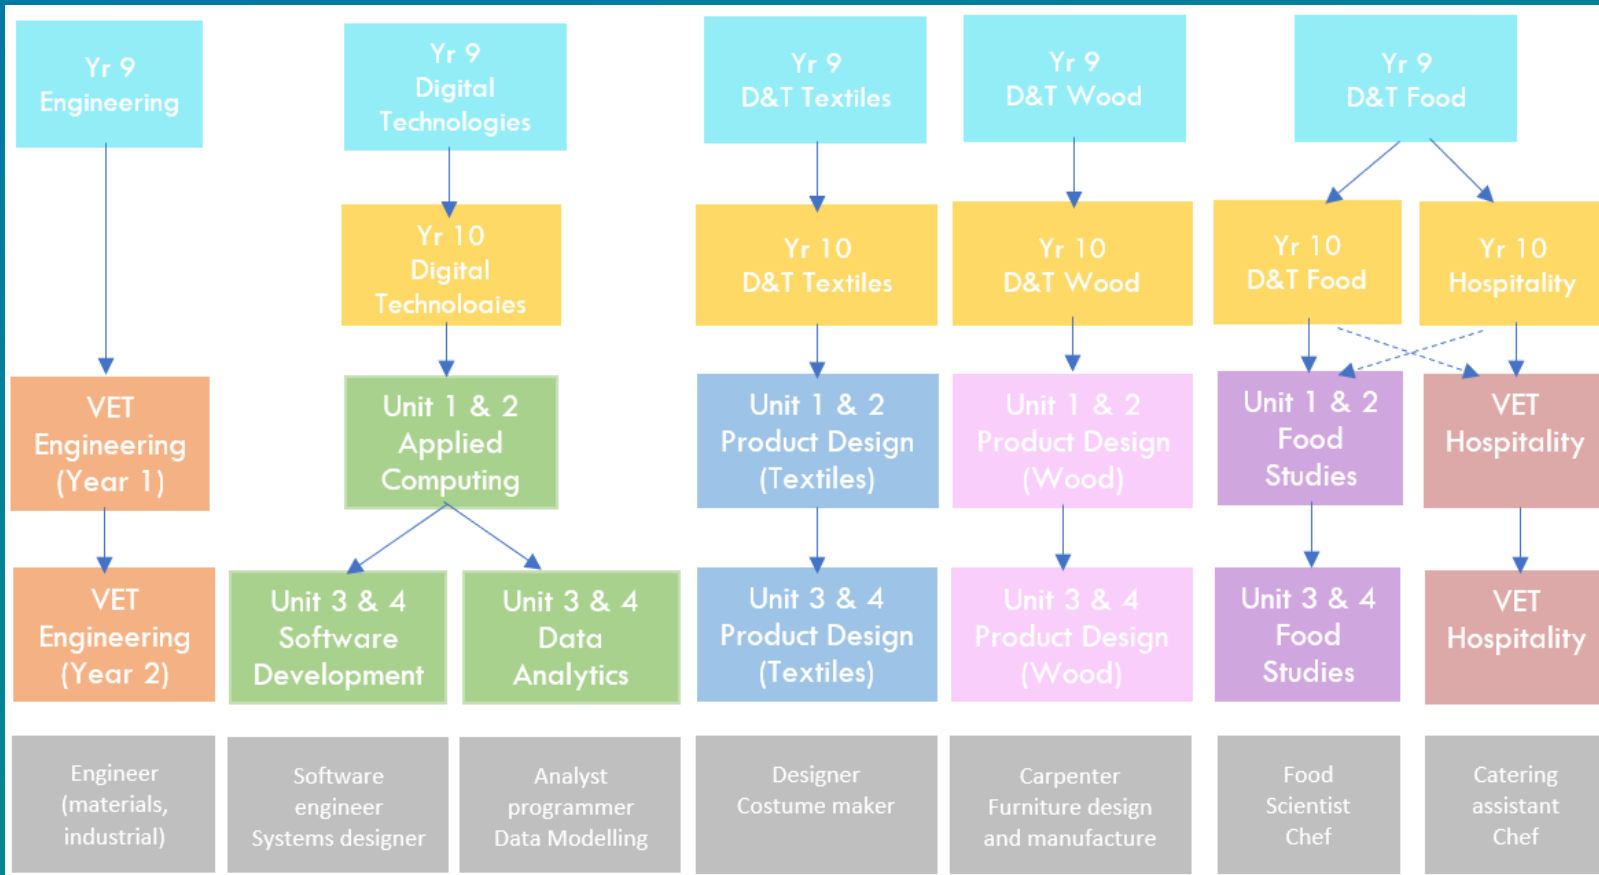 Yr 9
Engineering
Yr 9
Digital
Technologies
Yr 9
D&T Textiles
Yr 9
D&T Wood
Yr 9
D&T Food
Yr 10
Digital
Technoloaies
Yr 10
D&T Textiles
Yr 10
D&T Wood
Yr 10
D&T Food
Yr 10
Hospitality
VET
Engineering
(Year 1)
Unit 1 & 2
Applied
Computing
Unit 1 & 2
Product Design
(Textiles)
Unit 1 & 2
Product Design
(Wood)
Unit 1 & 2
Food
Studies
VET
Hospitality
VET
Engineering
(Year 2)
Unit 3 & 4
Software
Development
Unit 3 & 4
Data
Analytics
Unit 3 & 4
Product Design
(Textiles)
Unit 3 & 4
Product Design
(Wood)
Unit 3 & 4
Food
Studies
VET
Hospitality
Engineer
(materials,
industrial)
Software
engineer
Systems designer
Analyst
programmer
Data Modelling
Designer
Costume maker
Carpenter
Furniture design
and manufacture
Food
Scientist
Chef
Catering
assistant
Chef